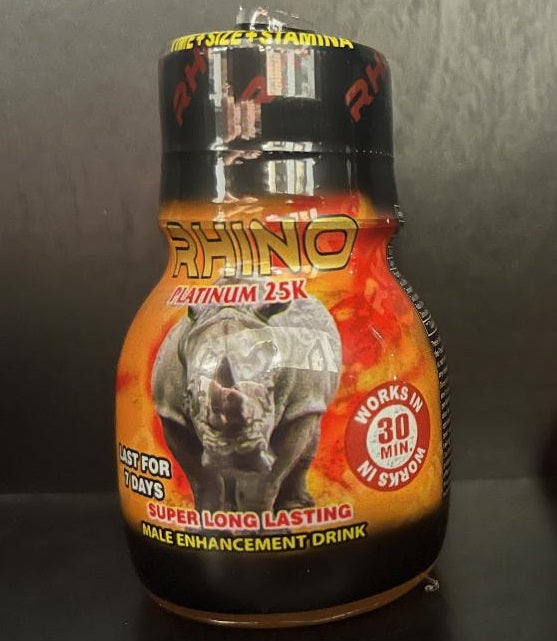 TIME+SIZE+STAMINA
RHINO
RHINO
PLATINUM 25K
WORKS IN
30
MIN.
WORKS IN
LAST FOR
7 DAYS
SUPER LONG LASTING
MALE ENHANCEMENT DRINK